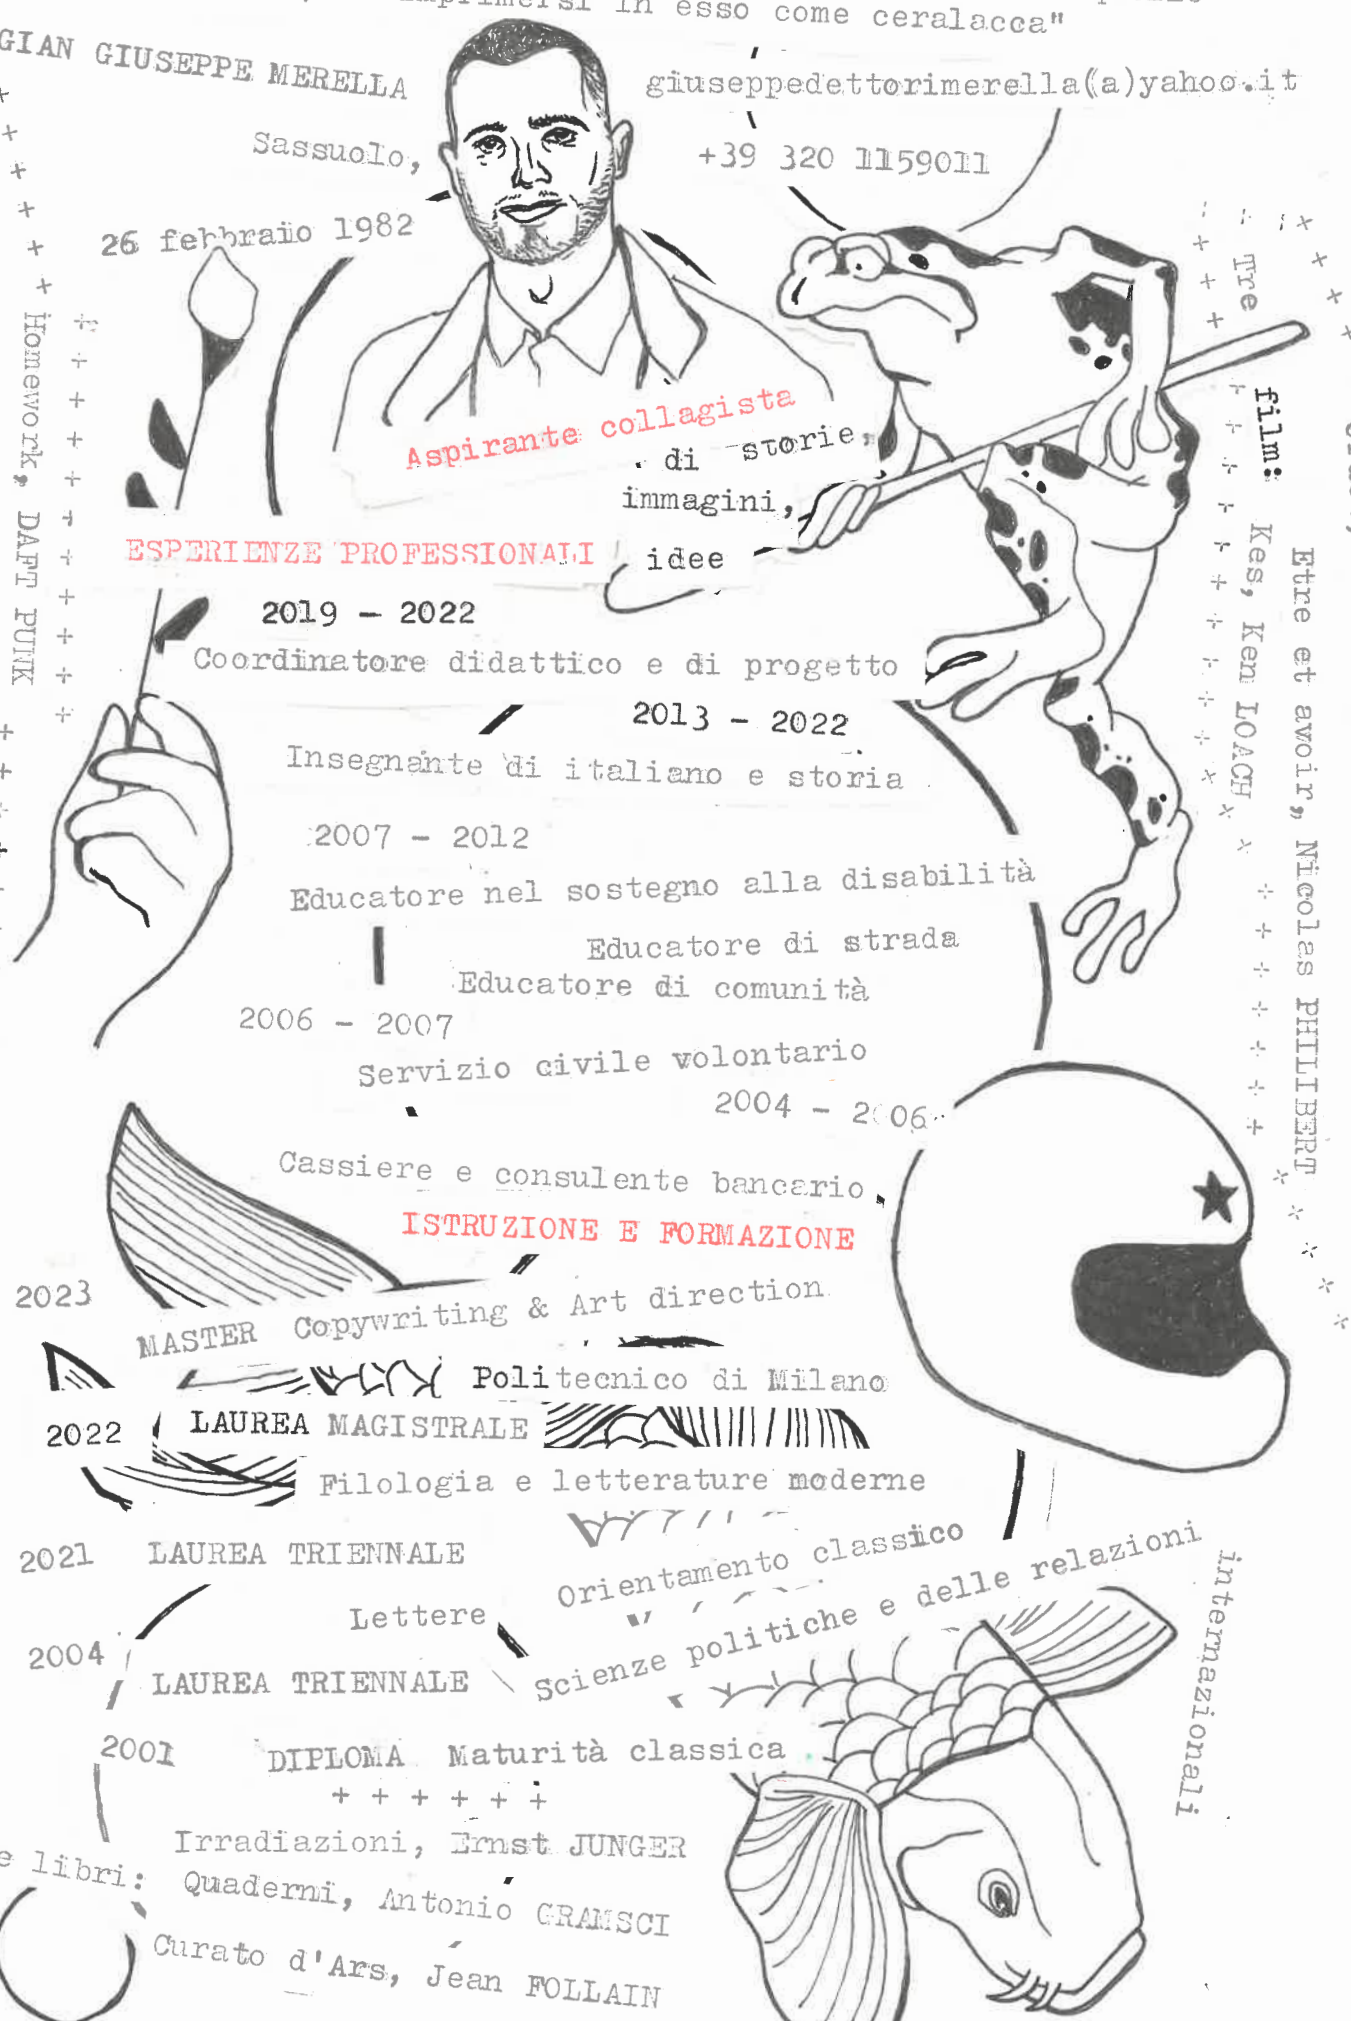 in esso come ceralacca"
GIAN GIUSEPPE MERELLA
giuseppedettorimerella(a)yahoo.it
Sassuolo,
+39 320 1159011
26 febbraio 1982
Aspirante collagista
di storie,
immagini,
idee
ESPERIENZE PROFESSIONALI
2019 - 2022
Coordinatore didattico e di progetto
2013 - 2022
Insegnante di italiano e storia
2007 - 2012
Educatore nel sostegno alla disabilità
Educatore di strada
Educatore di comunità
2006 - 2007
Servizio civile volontario
2004 - 2006
Cassiere e consulente bancario
ISTRUZIONE E FORMAZIONE
2023
MASTER Copywriting & Art direction
Politecnico di Milano
2022 LAUREA MAGISTRALE
Filologia e letterature moderne
2021 LAUREA TRIENNALE
Orientamento classico
Lettere
2004
LAUREA TRIENNALE
Scienze politiche e delle relazioni
internazionali
2001 DIPLOMA Maturità classica
+ + + + + +
e libri:
Irradiazioni, Ernst JUNGER
Quaderni, Antonio GRAMSCI
Curato d'Ars, Jean FOLLAIN
Homework, DAFT PUNK
Tre
film:
Kes, Ken LOACH
Etre et avoir, Nicolas PHILIBERT